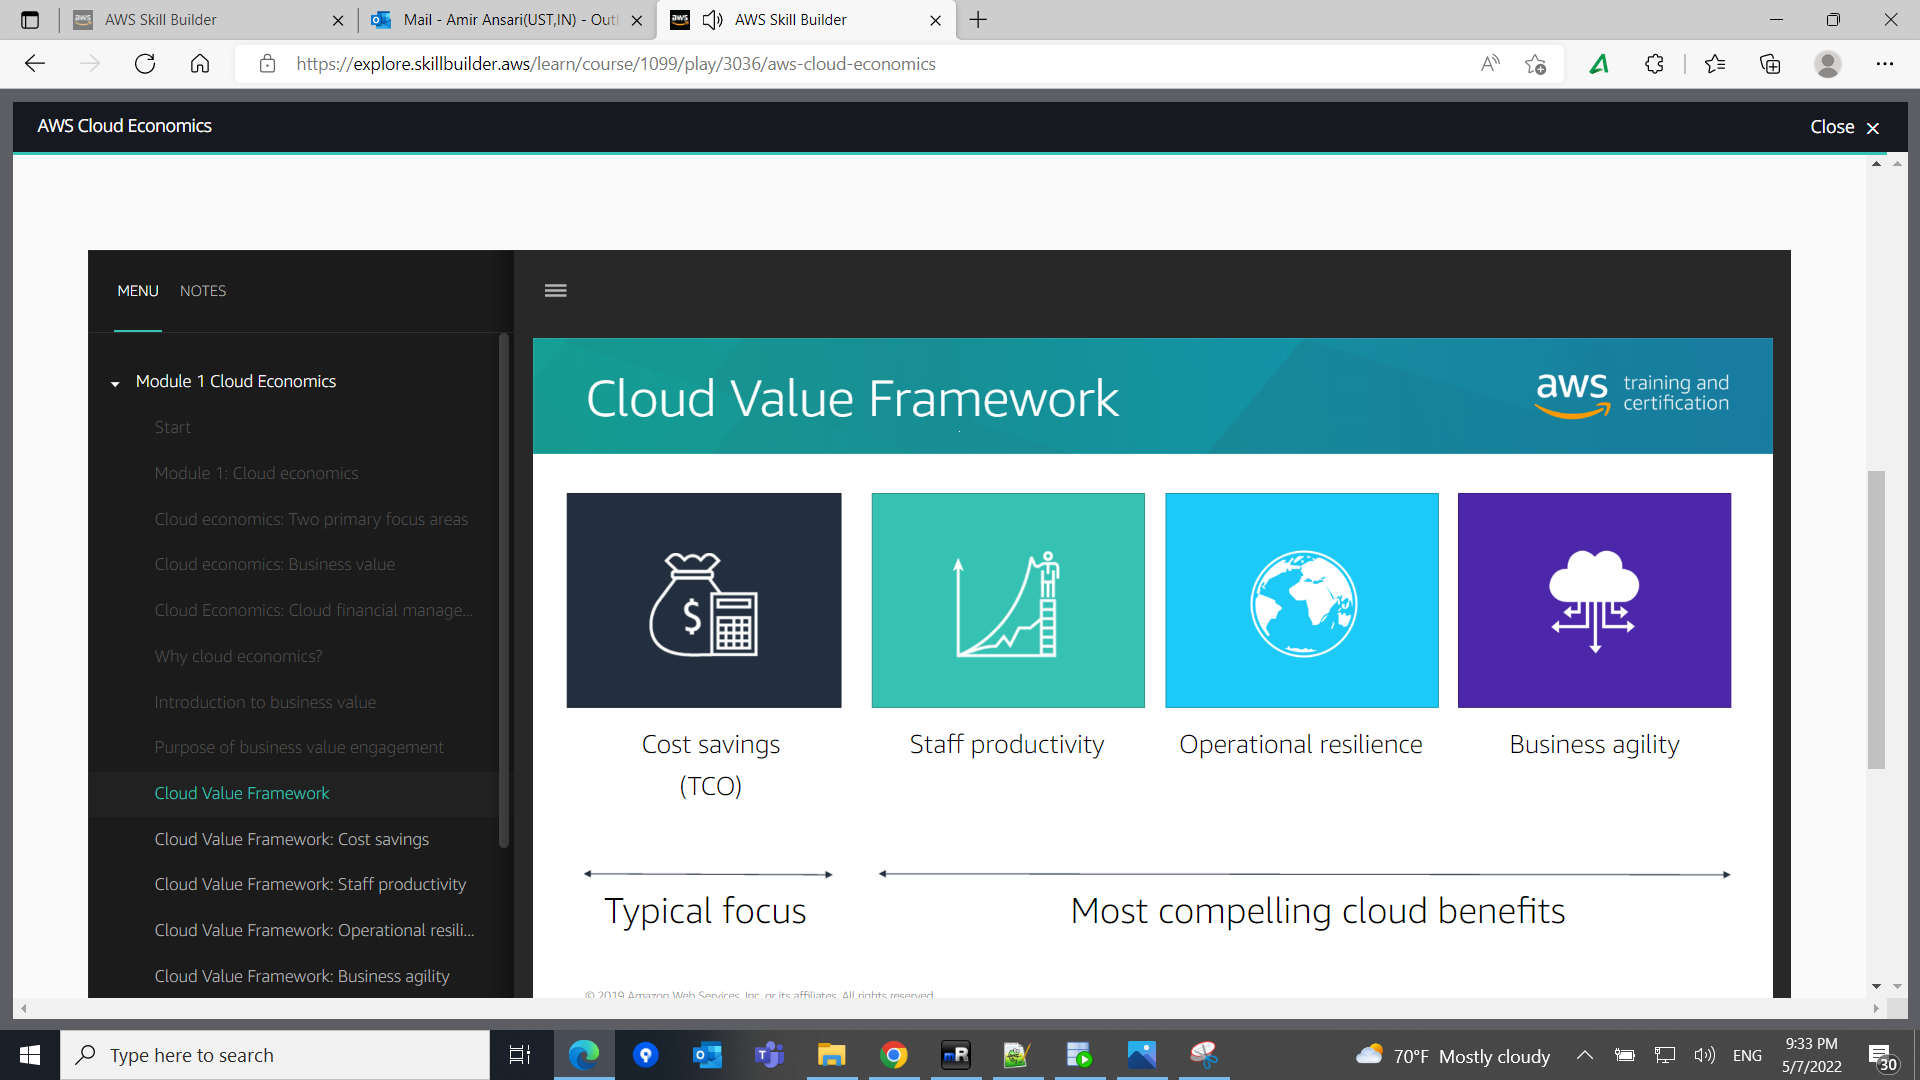 AWS Skill Builder
Mail - Amir Ansari(UST,IN) - Outl
AWS Skill Builder
https://explore.skillbuilder.aws/learn/course/1099/play/3036/aws-cloud-economics
AWS Cloud Economics
Close
MENU
NOTES
Module 1 Cloud Economics
Start
Module 1: Cloud economics
Cloud economics: Two primary focus areas
Cloud economics: Business value
Cloud Economics: Cloud financial manage...
Why cloud economics?
Introduction to business value
Purpose of business value engagement
Cloud Value Framework
Cloud Value Framework: Cost savings
Cloud Value Framework: Staff productivity
Cloud Value Framework: Operational resili...
Cloud Value Framework: Business agility
Cloud Value Framework
aws training and
certification
$
Cost savings
(TCO)
Staff productivity
Operational resilience
Business agility
Typical focus
Most compelling cloud benefits
© 2019 Amazon Web Services, Inc. or its affiliates. All rights reserved.
Type here to search
70°F Mostly cloudy
ENG
9:33 PM
5/7/2022
30